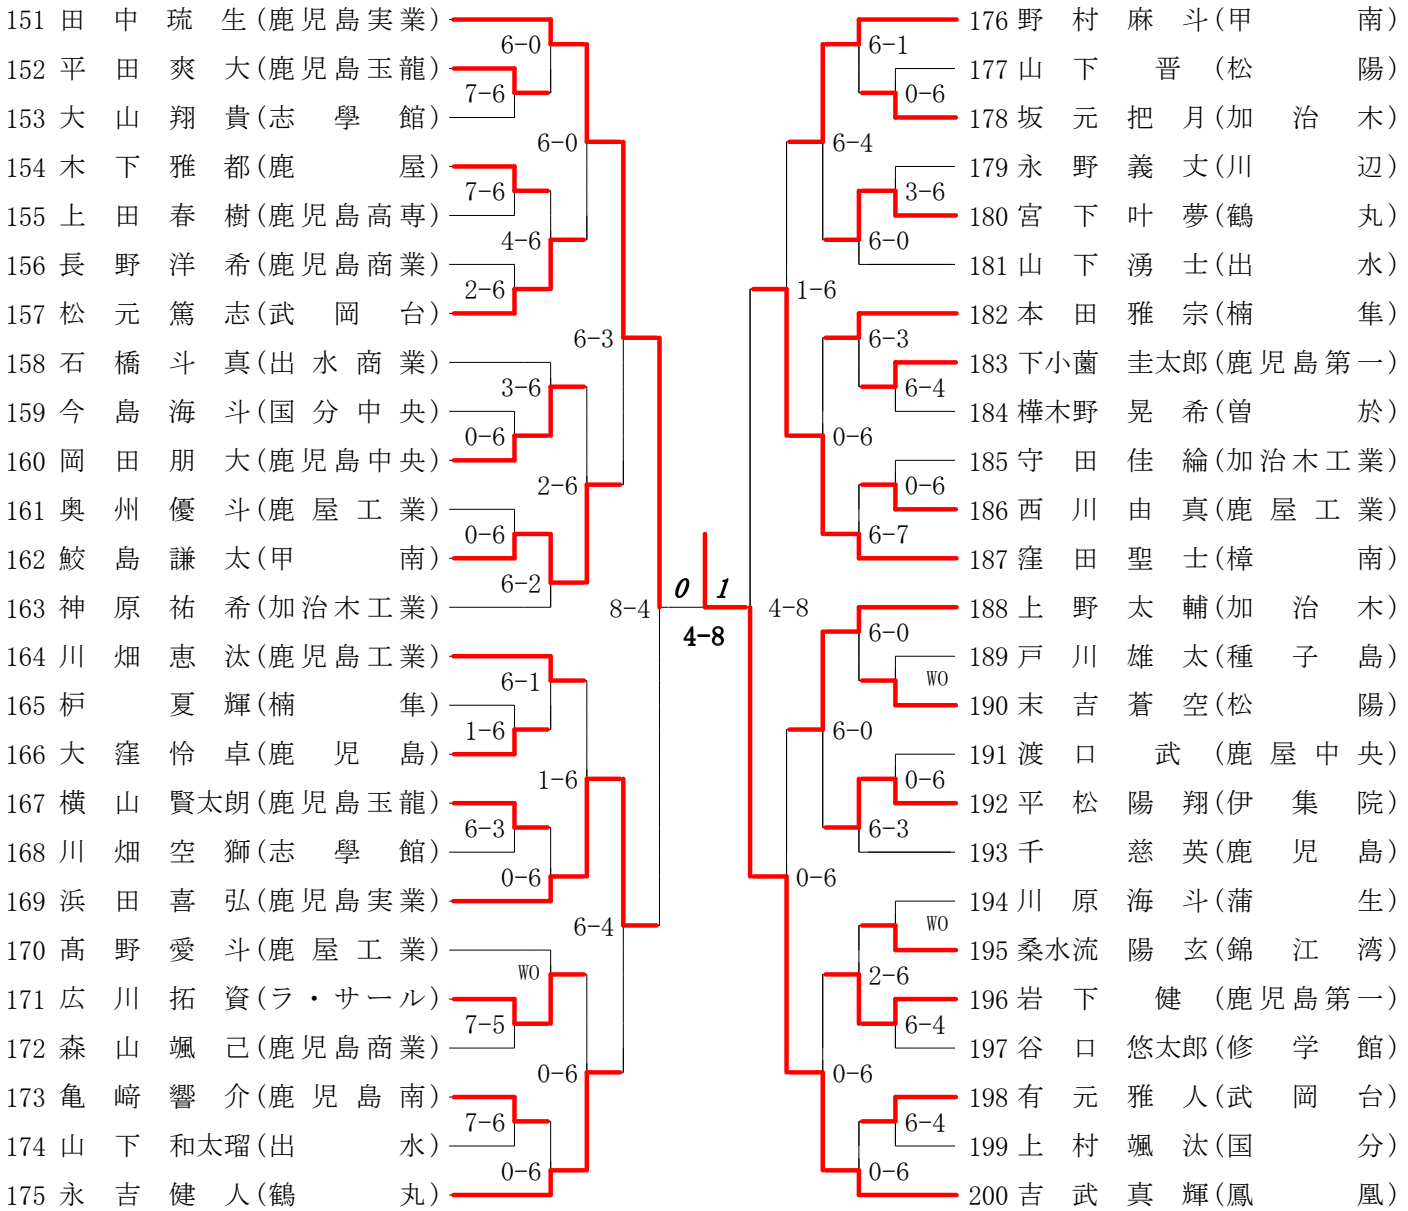 151 田中琉生(鹿児島実業)
6-0
152 平田爽大(鹿児島玉龍)
7-6
153 大山翔貴(志學館)
6-0
154 木下雅都(鹿屋)
7-6
155 上田春樹(鹿児島高専)
4-6
156 長野洋希(鹿児島商業)
2-6
157 松元篤志(武岡台)
6-3
158 石橋斗真(出水商業)
3-6
159 今島海斗(国分中央)
0-6
160 岡田朋大(鹿児島中央)
2-6
161 奥州優斗(鹿屋工業)
0-6
162 鮫島謙太(甲南)
6-2
163 神原祐希(加治木工業)
8-4
164 川畑恵汰(鹿児島工業)
6-1
165 枦夏輝(楠隼)
1-6
166 大窪怜卓(鹿児島)
1-6
167 横山賢太朗(鹿児島玉龍)
6-3
168 川畑空獅(志學館)
0-6
169 浜田喜弘(鹿児島実業)
6-4
170 髙野愛斗(鹿屋工業)
WO
171 広川拓資(ラ・サール)
7-5
172 森山颯己(鹿児島商業)
0-6
173 亀﨑響介(鹿児島南)
7-6
174 山下和太瑠(出水)
0-6
175 永吉健人(鶴丸)
0 1
4-8
176 野村麻斗(甲南)
6-1
177 山下晋(松陽)
0-6
178 坂元把月(加治木)
6-4
179 永野義丈(川辺)
3-6
180 宮下叶夢(鶴丸)
6-0
181 山下湧士(出水)
1-6
182 本田雅宗(楠隼)
6-3
183 下小薗圭太郎(鹿児島第一)
6-4
184 樺木野晃希(曽於)
0-6
185 守田佳綸(加治木工業)
0-6
186 西川由真(鹿屋工業)
6-7
187 窪田聖士(樟南)
4-8
188 上野太輔(加治木)
6-0
189 戸川雄太(種子島)
WO
190 末吉蒼空(松陽)
6-0
191 渡口武(鹿屋中央)
0-6
192 平松陽翔(伊集院)
6-3
193 千慈英(鹿児島)
0-6
194 川原海斗(蒲生)
WO
195 桑水流陽玄(錦江湾)
2-6
196 岩下健(鹿児島第一)
6-4
197 谷口悠太郎(修学館)
0-6
198 有元雅人(武岡台)
6-4
199 上村颯汰(国分)
0-6
200 吉武真輝(鳳凰)